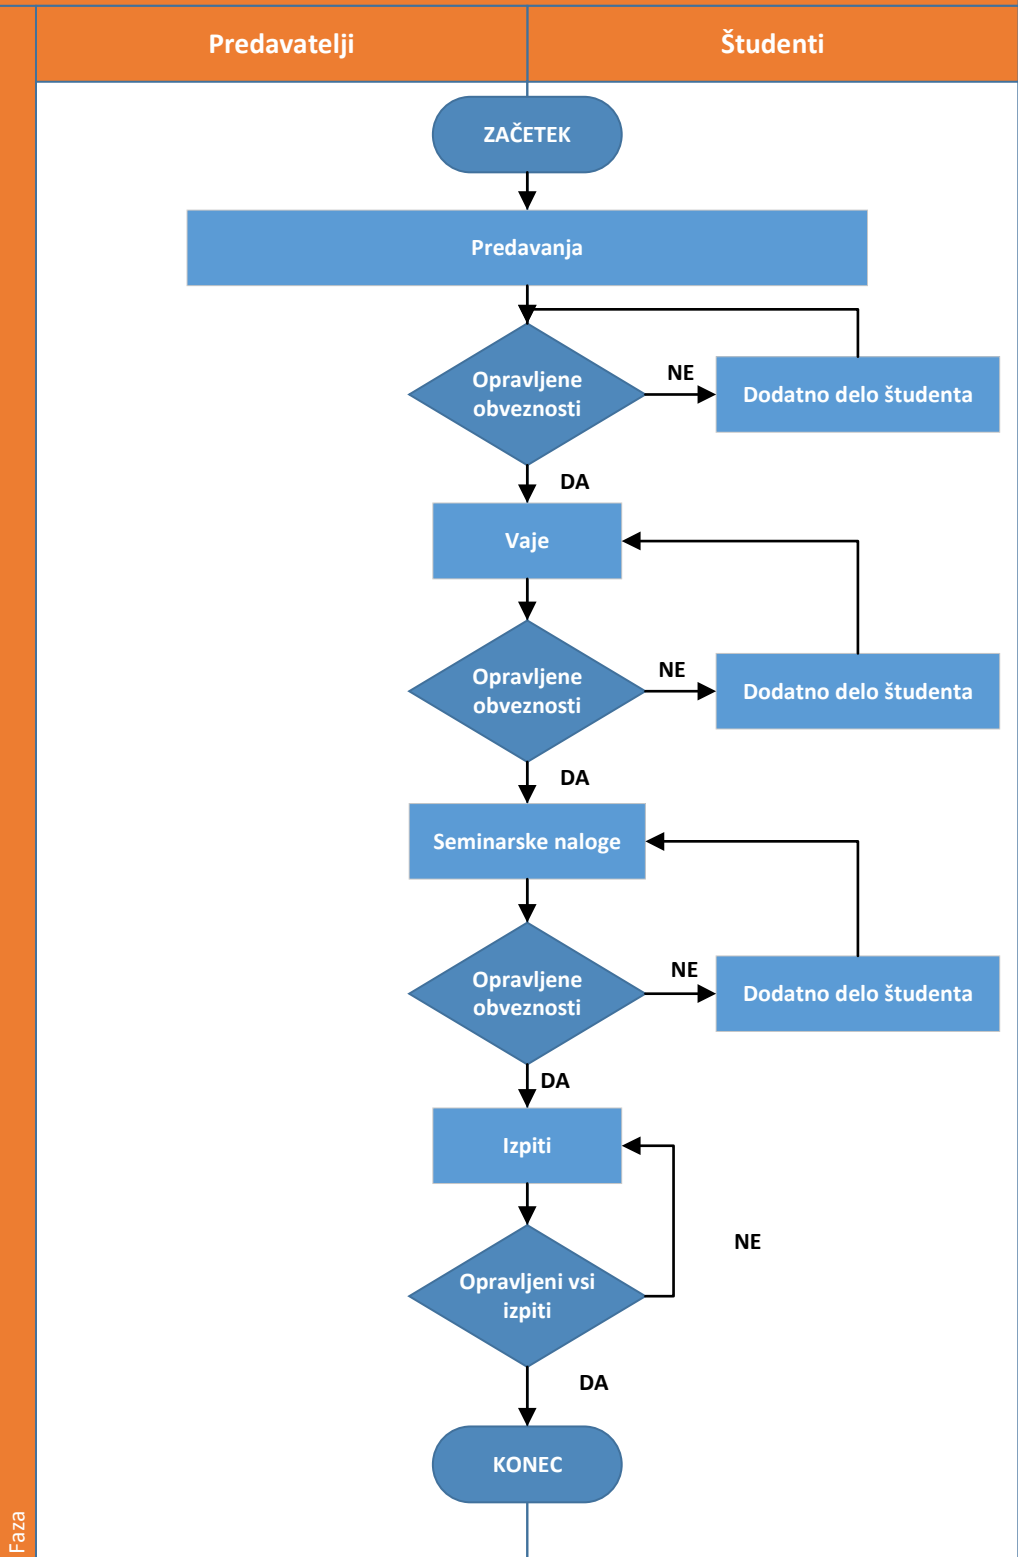 Predavatelji
Študenti
ZAČETEK
Predavanja
Opravljene
obveznosti
NE
Dodatno delo študenta
DA
Vaje
Opravljene
obveznosti
NE
Dodatno delo študenta
DA
Seminarske naloge
Opravljene
obveznosti
NE
Dodatno delo študenta
DA
Izpiti
NE
Opravljeni vsi
izpiti
DA
KONEC
Faza